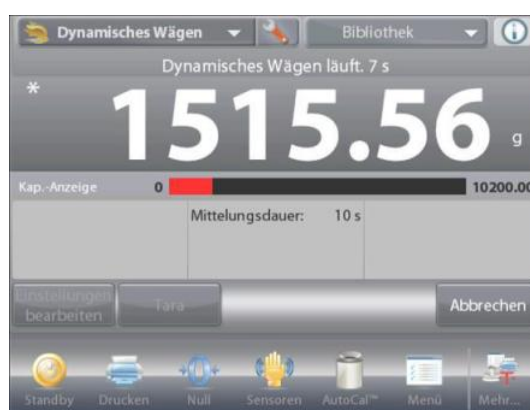 Dynamisches Wägen Bibliothek
Dynamisches Wägen läuft. 7 s
* 1515.56 g
Kap.-Anzeige 0 10200.00
Mittelungsdauer: 10 s
Einstellungen bearbeiten Tara Abbrechen
Standby Drucken Null Sensoren AutoCal™ Menü Mehr...